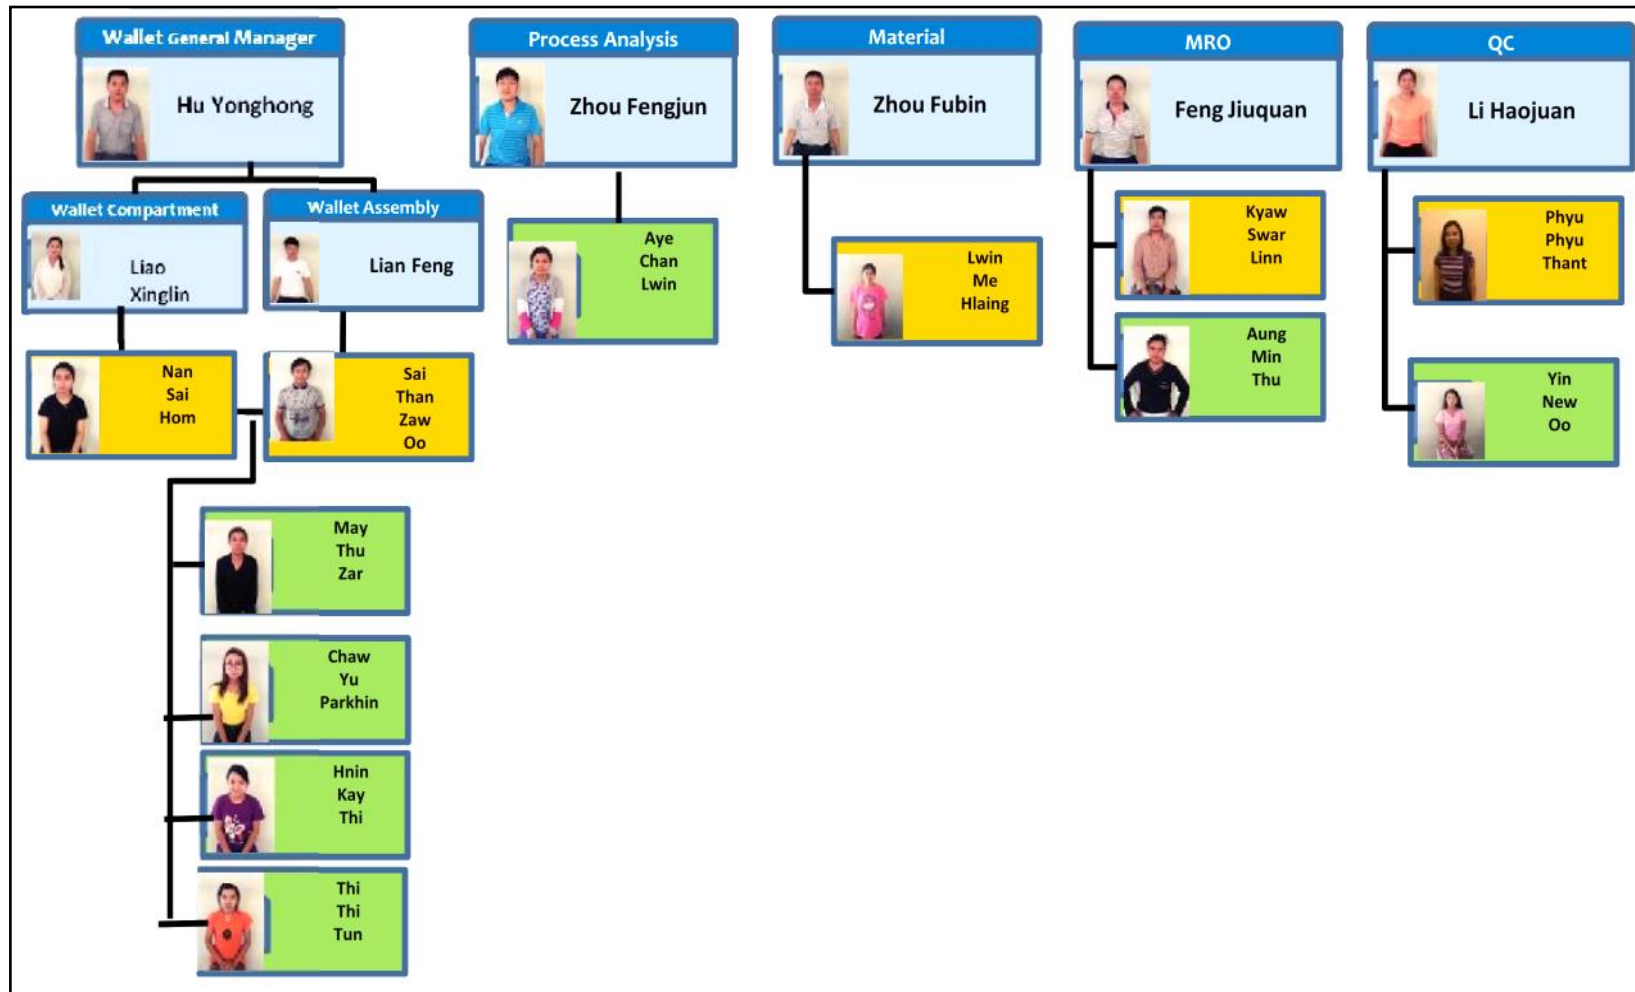 Wallet General Manager
Hu Yonghong
Process Analysis
Zhou Fengjun
Material
Zhou Fubin
MRO
Feng Jiuquan
QC
Li Haojuan
Wallet Compartment
Liao
Xinglin
Wallet Assembly
Lian Feng
Aye
Chan
Lwin
Lwin
Me
Hlaing
Kyaw
Swar
Linn
Phyu
Phyu
Thant
Nan
Sai
Hom
Sai
Than
Zaw
Oo
Aung
Min
Thu
Yin
New
Oo
May
Thu
Zar
Chaw
Yu
Parkhin
Hnin
Kay
Thi
Thi
Thi
Tun